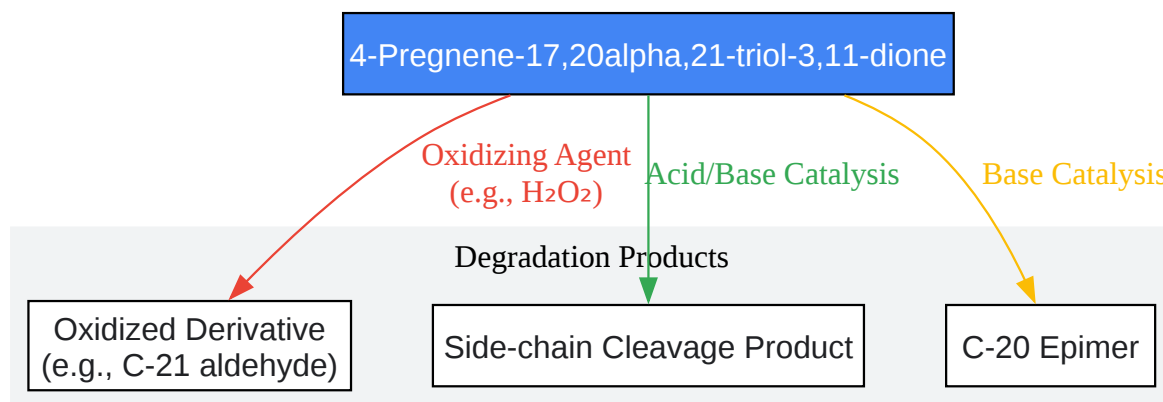 4-Pregnene-17,20alpha,21-triol-3,11-dione
Oxidizing Agent
(e.g., H₂O₂)
Acid/Base Catalysis
Base Catalysis
Degradation Products
Oxidized Derivative
(e.g., C-21 aldehyde)
Side-chain Cleavage Product
C-20 Epimer